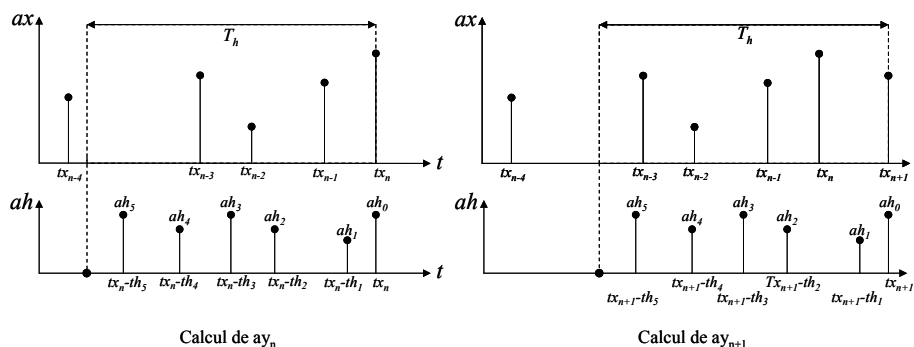 ax
T_h
tx_{n-4} tx_{n-3} tx_{n-2} tx_{n-1} tx_n t
ah
ah_5 ah_4 ah_3 ah_2 ah_1 ah_0
tx_n-th_5 tx_n-th_4 tx_n-th_3 tx_n-th_2 tx_n-th_1 tx_n t
Calcul de ay_n
ax
T_h
tx_{n-4} tx_{n-3} tx_{n-2} tx_{n-1} tx_n tx_{n+1}
ah
ah_5 ah_4 ah_3 ah_2 ah_1 ah_0
tx_{n+1}-th_5 tx_{n+1}-th_4 tx_{n+1}-th_3 Tx_{n+1}-th_2 tx_{n+1}-th_1 tx_{n+1}
Calcul de ay_{n+1}